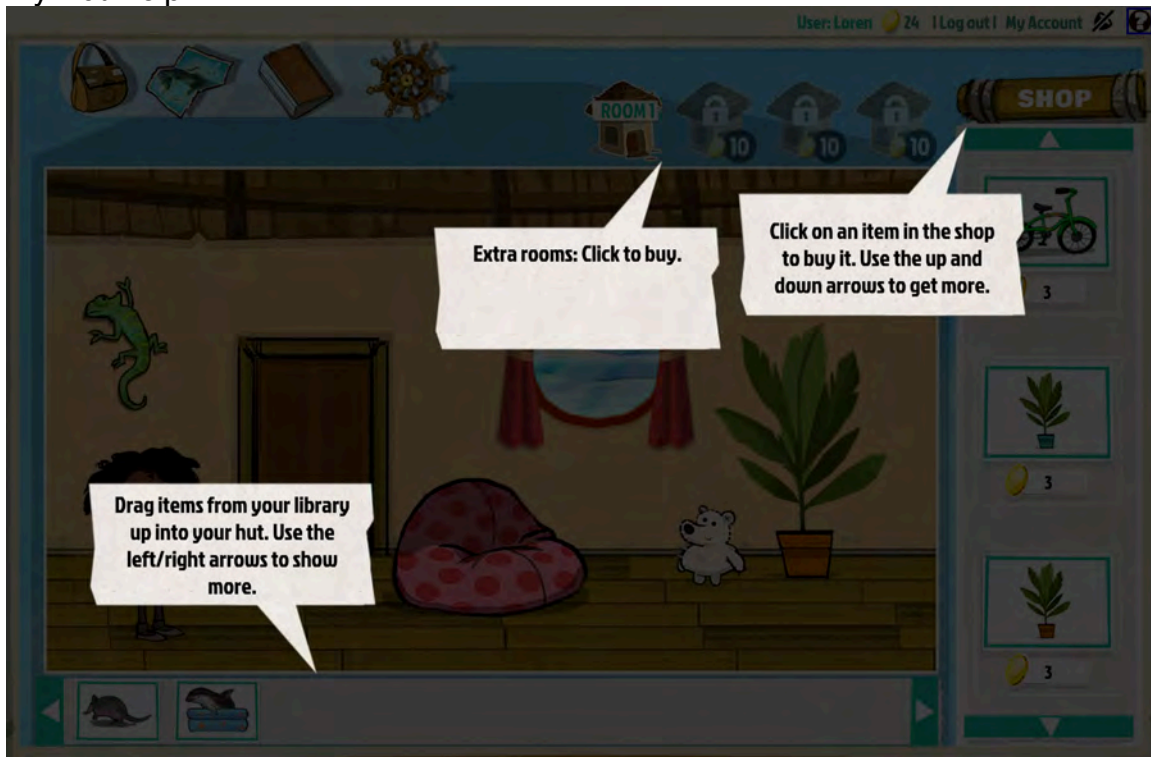 User: Loren 24 | Log out | My Account ?
SHOP
ROOM 1
10 10 10
Click on an item in the shop
to buy it. Use the up and
down arrows to get more.
Extra rooms: Click to buy.
3
3
Drag items from your library
up into your hut. Use the
left/right arrows to show
more.
3